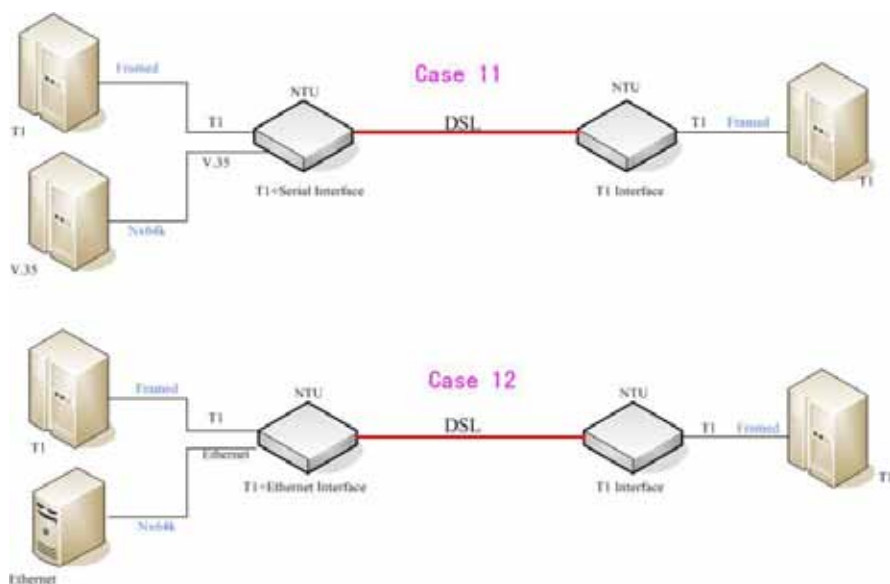 Case 11
Framed
NTU
NTU
T1
DSL
T1
Framed
T1
V.35
T1
T1+Serial Interface
T1 Interface
Nx64k
V.35
Case 12
Framed
NTU
NTU
T1
DSL
T1
Framed
T1
Ethernet
T1+Ethernet Interface
T1 Interface
T1
Nx64k
Ethernet